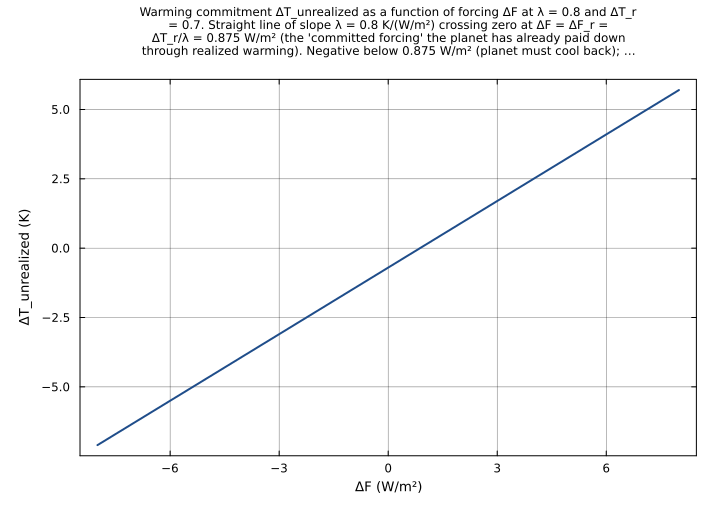 Warming commitment ΔT_unrealized as a function of forcing ΔF at λ = 0.8 and ΔT_r
= 0.7. Straight line of slope λ = 0.8 K/(W/m²) crossing zero at ΔF = ΔF_r =
ΔT_r/λ = 0.875 W/m² (the 'committed forcing' the planet has already paid down
through realized warming). Negative below 0.875 W/m² (planet must cool back); …
5.0
2.5
0.0
−2.5
−5.0
ΔT_unrealized (K)
−6
−3
0
3
6
ΔF (W/m²)